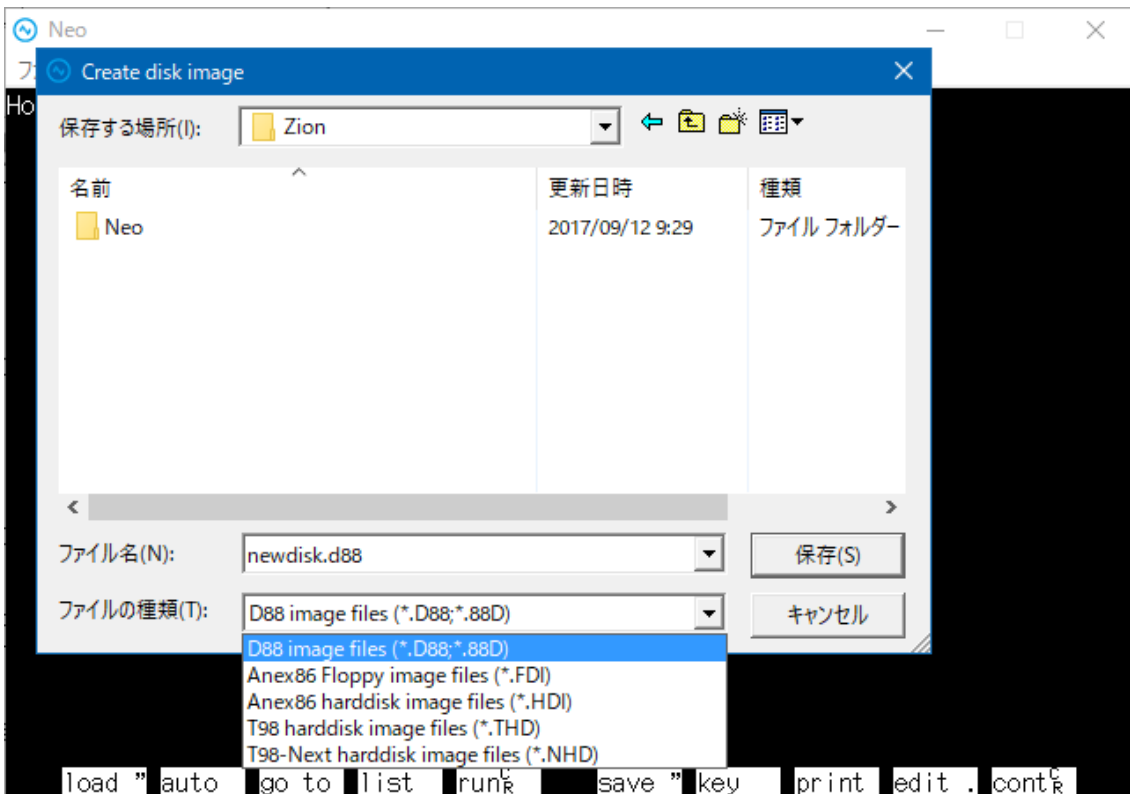 Neo
フ
Create disk image
Ho
保存する場所(I):
Zion
名前
更新日時
種類
Neo
2017/09/12 9:29
ファイル フォルダー
ファイル名(N):
newdisk.d88
保存(S)
ファイルの種類(T):
D88 image files (*.D88;*.88D)
キャンセル
D88 image files (*.D88;*.88D)
Anex86 Floppy image files (*.FDI)
Anex86 harddisk image files (*.HDI)
T98 harddisk image files (*.THD)
T98-Next harddisk image files (*.NHD)
load " auto go to list run␍ save " key print edit . cont␍